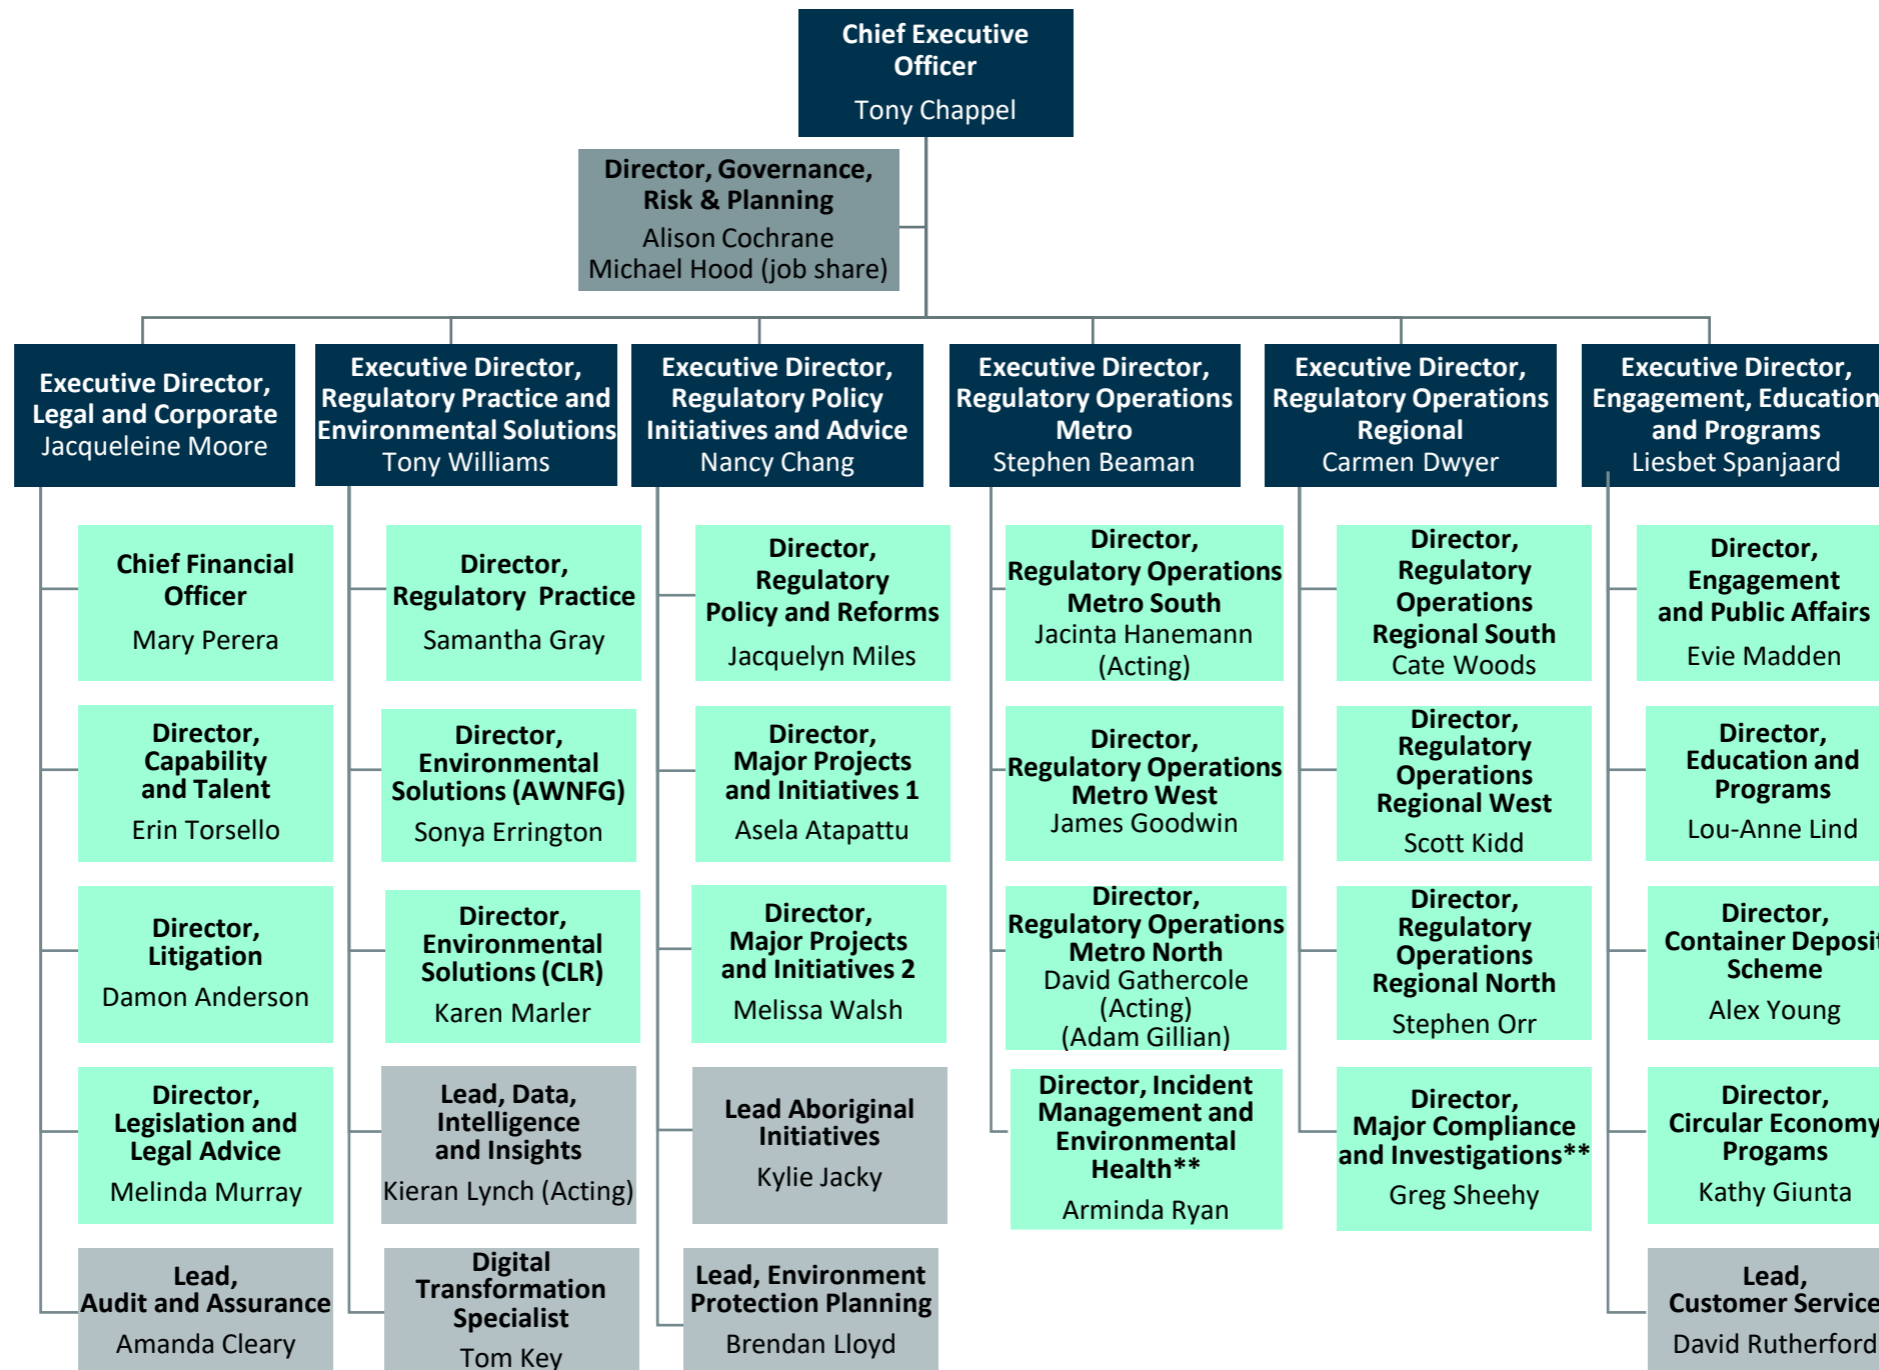 Chief Executive
Officer
Tony Chappel
Director, Governance,
Risk & Planning
Alison Cochrane
Michael Hood (job share)
Executive Director,
Legal and Corporate
Jacqueleine Moore
Executive Director,
Regulatory Practice and
Environmental Solutions
Tony Williams
Executive Director,
Regulatory Policy
Initiatives and Advice
Nancy Chang
Executive Director,
Regulatory Operations
Metro
Stephen Beaman
Executive Director,
Regulatory Operations
Regional
Carmen Dwyer
Executive Director,
Engagement, Education
and Programs
Liesbet Spanjaard
Chief Financial
Officer
Mary Perera
Director,
Capability
and Talent
Erin Torsello
Director,
Litigation
Damon Anderson
Director,
Legislation and
Legal Advice
Melinda Murray
Lead,
Audit and Assurance
Amanda Cleary
Director,
Regulatory Practice
Samantha Gray
Director,
Environmental
Solutions (AWNFG)
Sonya Errington
Director,
Environmental
Solutions (CLR)
Karen Marler
Lead, Data,
Intelligence
and Insights
Kieran Lynch (Acting)
Digital
Transformation
Specialist
Tom Key
Director,
Regulatory
Policy and Reforms
Jacquelyn Miles
Director,
Major Projects
and Initiatives 1
Asela Atapattu
Director,
Major Projects
and Initiatives 2
Melissa Walsh
Lead Aboriginal
Initiatives
Kylie Jacky
Lead, Environment
Protection Planning
Brendan Lloyd
Director,
Regulatory Operations
Metro South
Jacinta Hanemann
(Acting)
Director,
Regulatory Operations
Metro West
James Goodwin
Director,
Regulatory Operations
Metro North
David Gathercole
(Acting)
(Adam Gillian)
Director, Incident
Management and
Environmental
Health**
Arminda Ryan
Director,
Regulatory
Operations
Regional South
Cate Woods
Director,
Regulatory
Operations
Regional West
Scott Kidd
Director,
Regulatory
Operations
Regional North
Stephen Orr
Director,
Major Compliance
and Investigations**
Greg Sheehy
Director,
Engagement
and Public Affairs
Evie Madden
Director,
Education and
Programs
Lou-Anne Lind
Director,
Container Deposit
Scheme
Alex Young
Director,
Circular Economy
Progams
Kathy Giunta
Lead,
Customer Service
David Rutherford